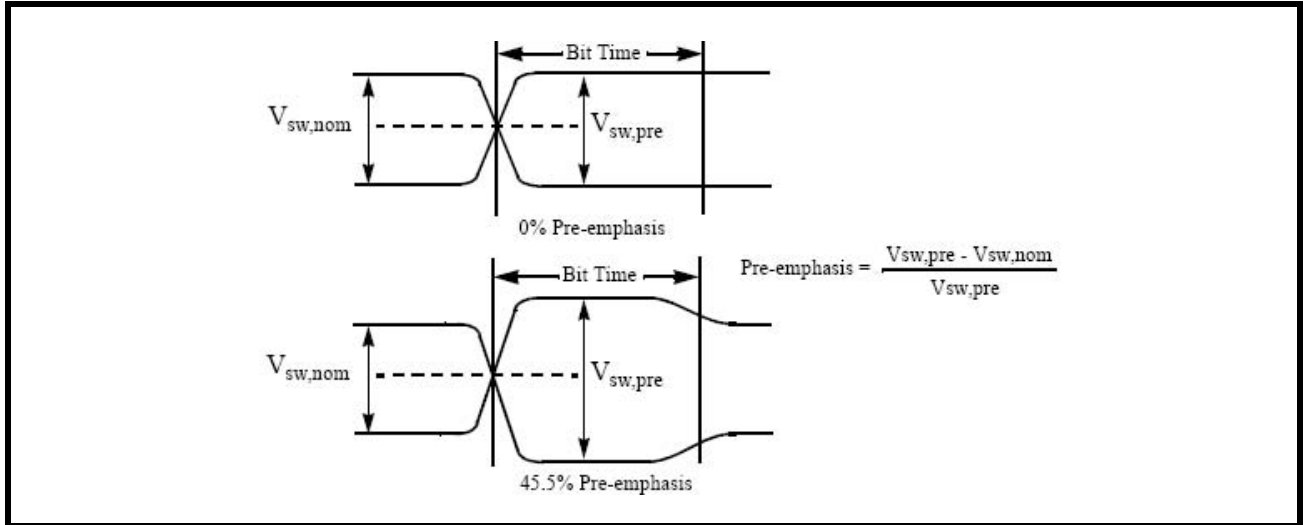 Bit Time
Vsw,nom
Vsw,pre
0% Pre-emphasis
Bit Time
Pre-emphasis = Vsw,pre - Vsw,nom
Vsw,pre
Vsw,nom
Vsw,pre
45.5% Pre-emphasis